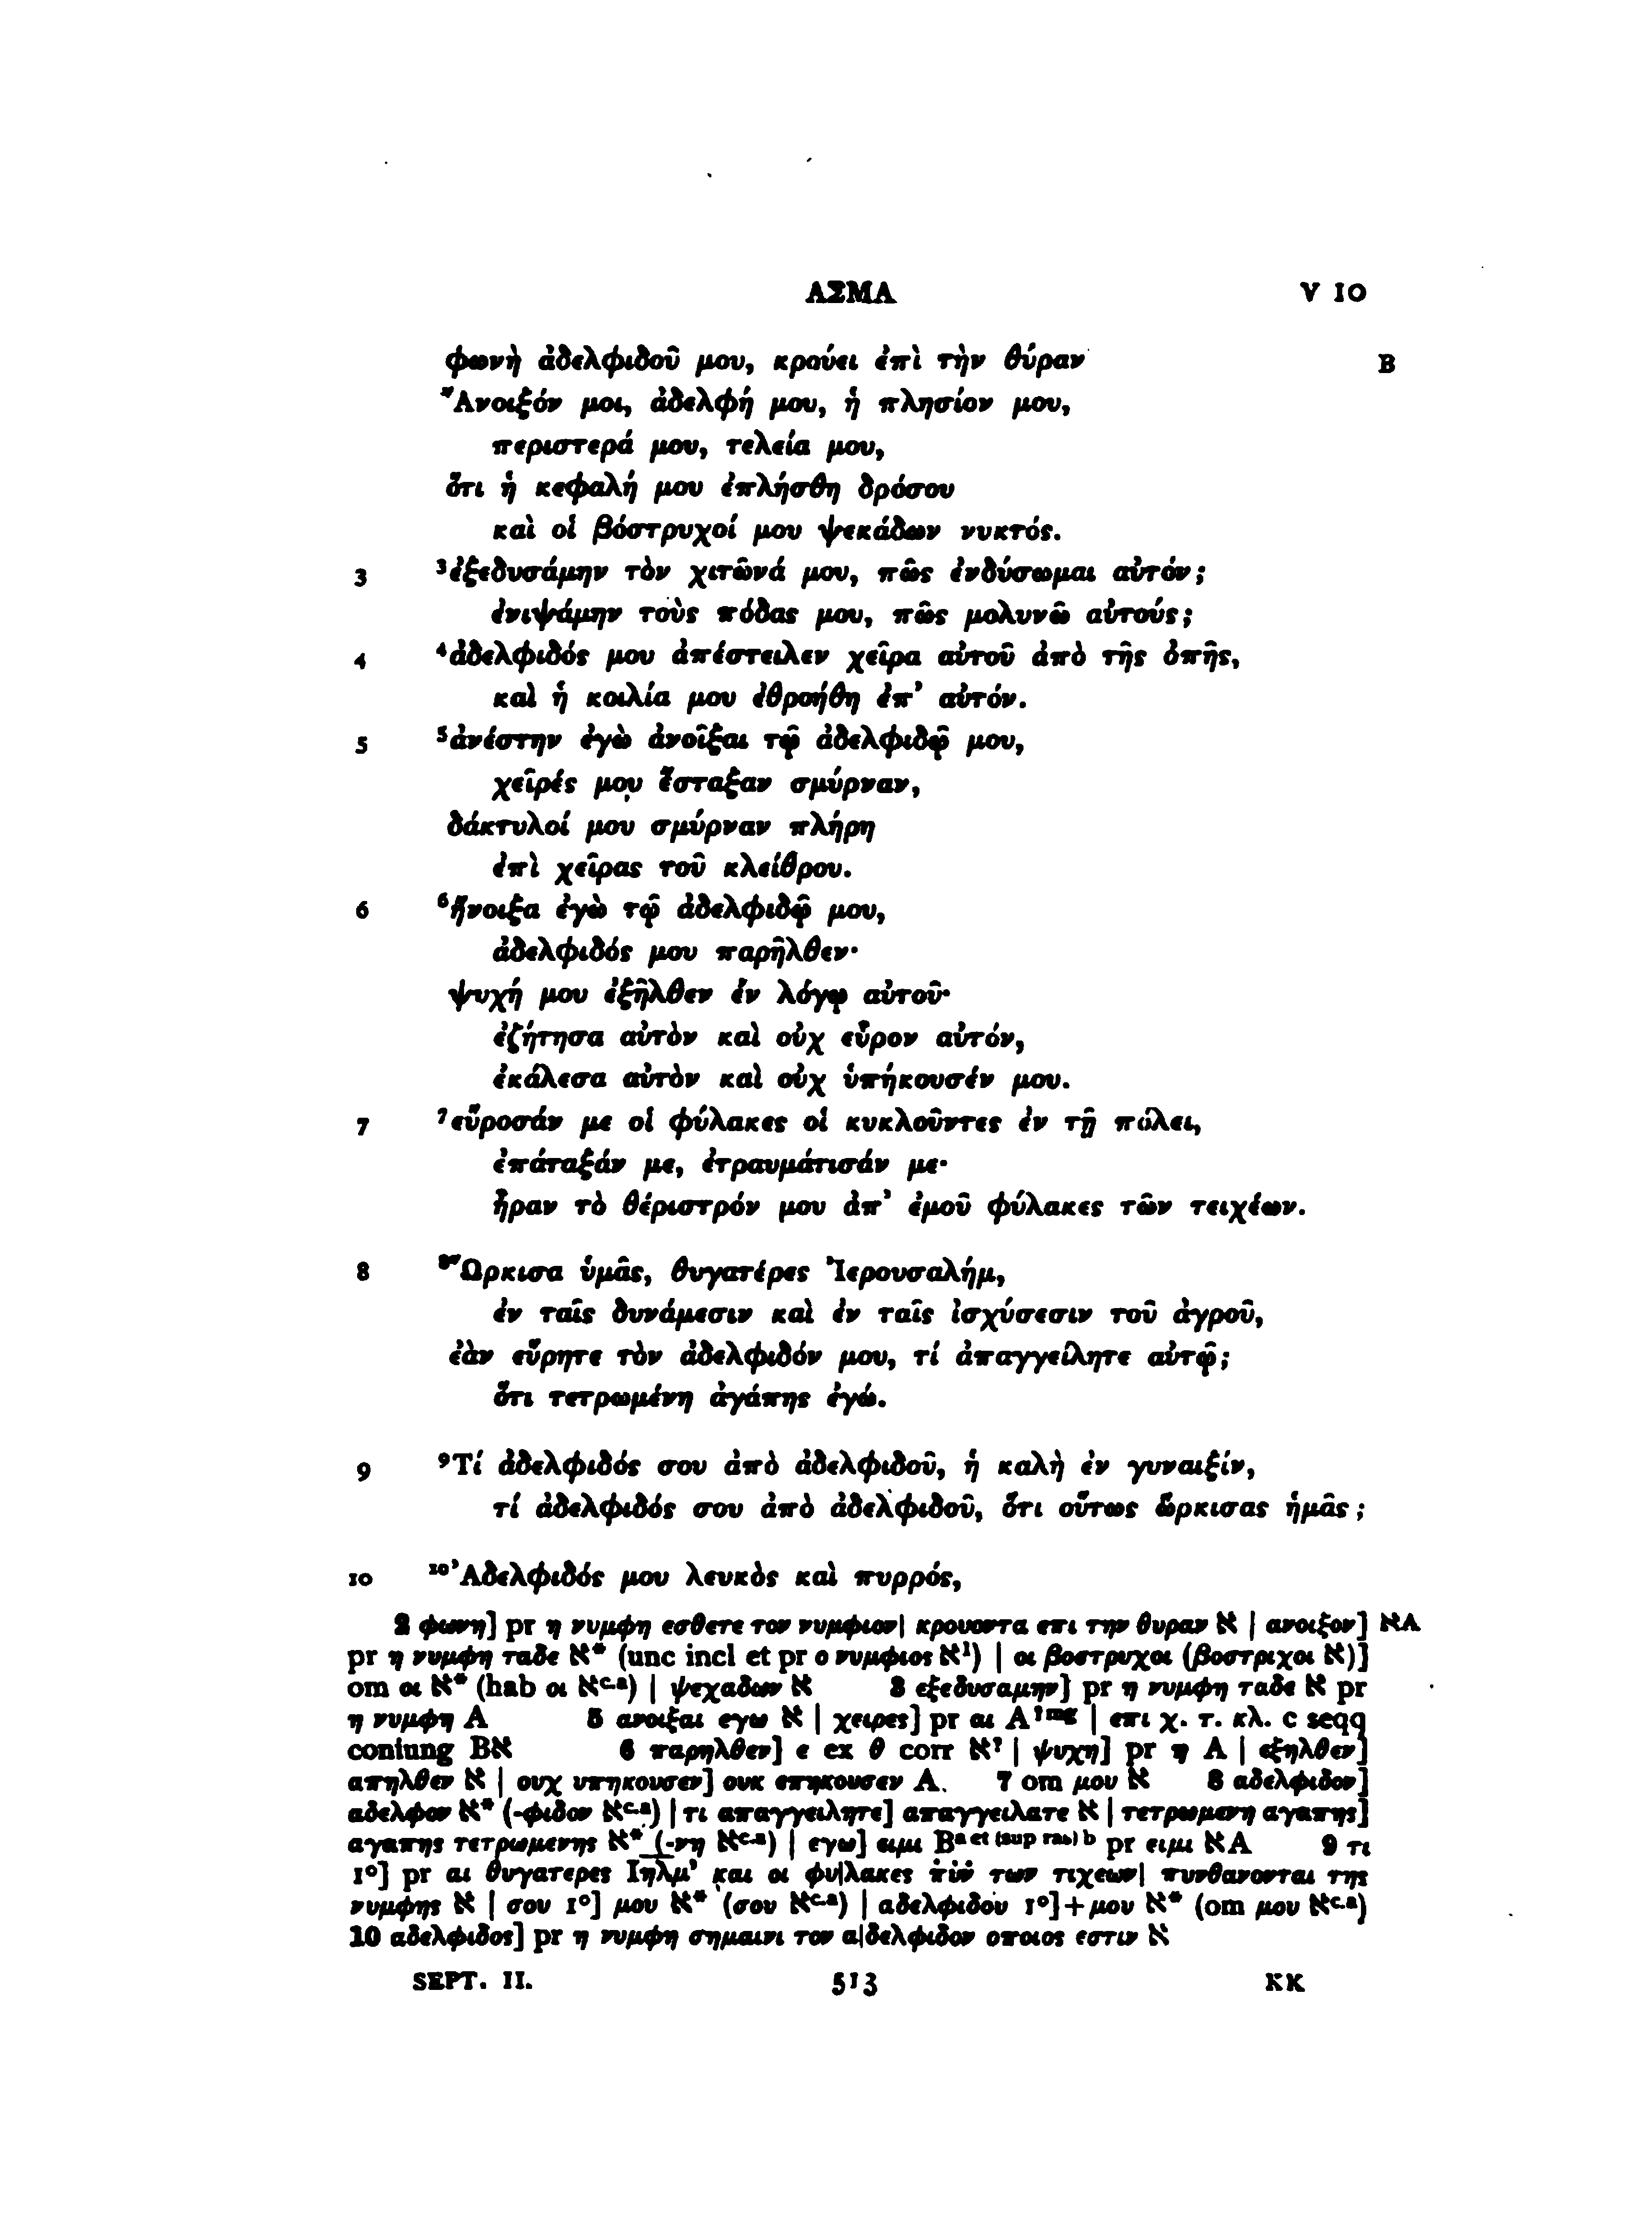 ΑΣΜΑ V 10
φωνὴ ἀδελφιδοῦ μου, κρούει ἐπὶ τὴν θύραν B
Ἄνοιξόν μοι, ἀδελφή μου, ἡ πλησίον μου,
περιστερά μου, τελεία μου,
ὅτι ἡ κεφαλή μου ἐπλήσθη δρόσου
καὶ οἱ βόστρυχοί μου ψεκάδων νυκτός.
3 ³ἐξεδυσάμην τὸν χιτῶνά μου, πῶς ἐνδύσωμαι αὐτόν;
ἐνιψάμην τοὺς πόδας μου, πῶς μολυνῶ αὐτούς;
4 ⁴ἀδελφιδός μου ἀπέστειλεν χεῖρα αὐτοῦ ἀπὸ τῆς ὀπῆς,
καὶ ἡ κοιλία μου ἐθροήθη ἐπ’ αὐτόν.
5 ⁵ἀνέστην ἐγὼ ἀνοῖξαι τῷ ἀδελφιδῷ μου,
χεῖρές μου ἔσταξαν σμύρναν,
δάκτυλοί μου σμύρναν πλήρη
ἐπὶ χεῖρας τοῦ κλείθρου.
6 ⁶ἤνοιξα ἐγὼ τῷ ἀδελφιδῷ μου,
ἀδελφιδός μου παρῆλθεν·
ψυχή μου ἐξῆλθεν ἐν λόγῳ αὐτοῦ·
ἐζήτησα αὐτὸν καὶ οὐχ εὗρον αὐτόν,
ἐκάλεσα αὐτὸν καὶ οὐχ ὑπήκουσέν μου.
7 ⁷εὕροσάν με οἱ φύλακες οἱ κυκλοῦντες ἐν τῇ πόλει,
ἐπάταξάν με, ἐτραυμάτισάν με·
ἦραν τὸ θέριστρόν μου ἀπ’ ἐμοῦ φύλακες τῶν τειχέων.
8 ⁸Ὥρκισα ὑμᾶς, θυγατέρες Ἰερουσαλήμ,
ἐν ταῖς δυνάμεσιν καὶ ἐν ταῖς ἰσχύσεσιν τοῦ ἀγροῦ,
ἐὰν εὕρητε τὸν ἀδελφιδόν μου, τί ἀπαγγείλητε αὐτῷ;
ὅτι τετρωμένη ἀγάπης ἐγώ.
9 ⁹Τί ἀδελφιδός σου ἀπὸ ἀδελφιδοῦ, ἡ καλὴ ἐν γυναιξίν,
τί ἀδελφιδός σου ἀπὸ ἀδελφιδοῦ, ὅτι οὕτως ὥρκισας ἡμᾶς;
10 ¹⁰Ἀδελφιδός μου λευκὸς καὶ πυρρός,
2 φωνη] pr η νυμφη εσθετε τον νυμφιον| κρουοντα επι την θυραν א | ανοιξον] אA
pr η νυμφη ταδε א* (unc incl et pr ο νυμφιος א¹) | οι βοστρυχοι (βοστριχοι א)]
om οι א* (hab οι אc.a) | ψεχαδων א 3 εξεδυσαμην] pr η νυμφη ταδε א pr
η νυμφη A 5 ανοιξαι εγω א | χειρες] pr αι A¹mg | επι χ. τ. κλ. c seqq
coniung Bא 6 παρηλθεν] ε ex θ corr א? | ψυχη] pr η A | εξηλθεν]
απηλθεν א | ουχ υπηκουσεν] ουκ επηκουσεν A. 7 om μου א 8 αδελφιδον]
αδελφον א* (-φιδον אc.a) | τι απαγγειλητε] απαγγειλατε א | τετρωμενη αγαπης]
αγαπης τετρωμενης א* (-νη אc.a) | εγω] ειμι Ba et (sup ras) b pr ειμι אA 9 τι
1°] pr αι θυγατερες Ιηλμ’ και οι φυ|λακες των τιχεων| πυνθανονται της
νυμφης א | σου 1°] μου א* (σου אc.a) | αδελφιδου 1°]+μου א* (om μου אc.a)
10 αδελφιδος] pr η νυμφη σημαινι τον α|δελφιδον οποιος εστιν א
SEPT. II. 513 KK